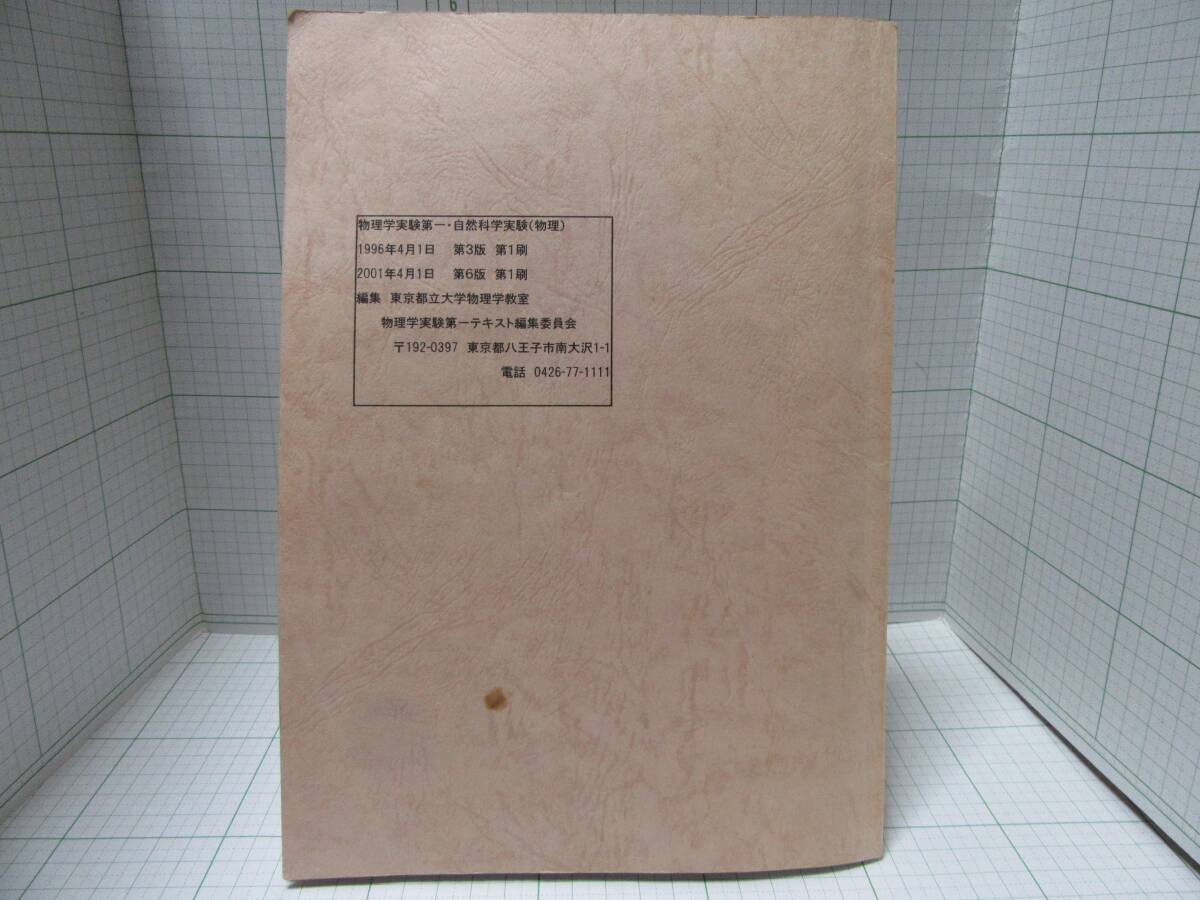 物理学実験第一・自然科学実験(物理)
1996年4月1日 第3版 第1刷
2001年4月1日 第6版 第1刷
編集 東京都立大学物理学教室
物理学実験第一テキスト編集委員会
〒192-0397 東京都八王子市南大沢1-1
電話 0426-77-1111